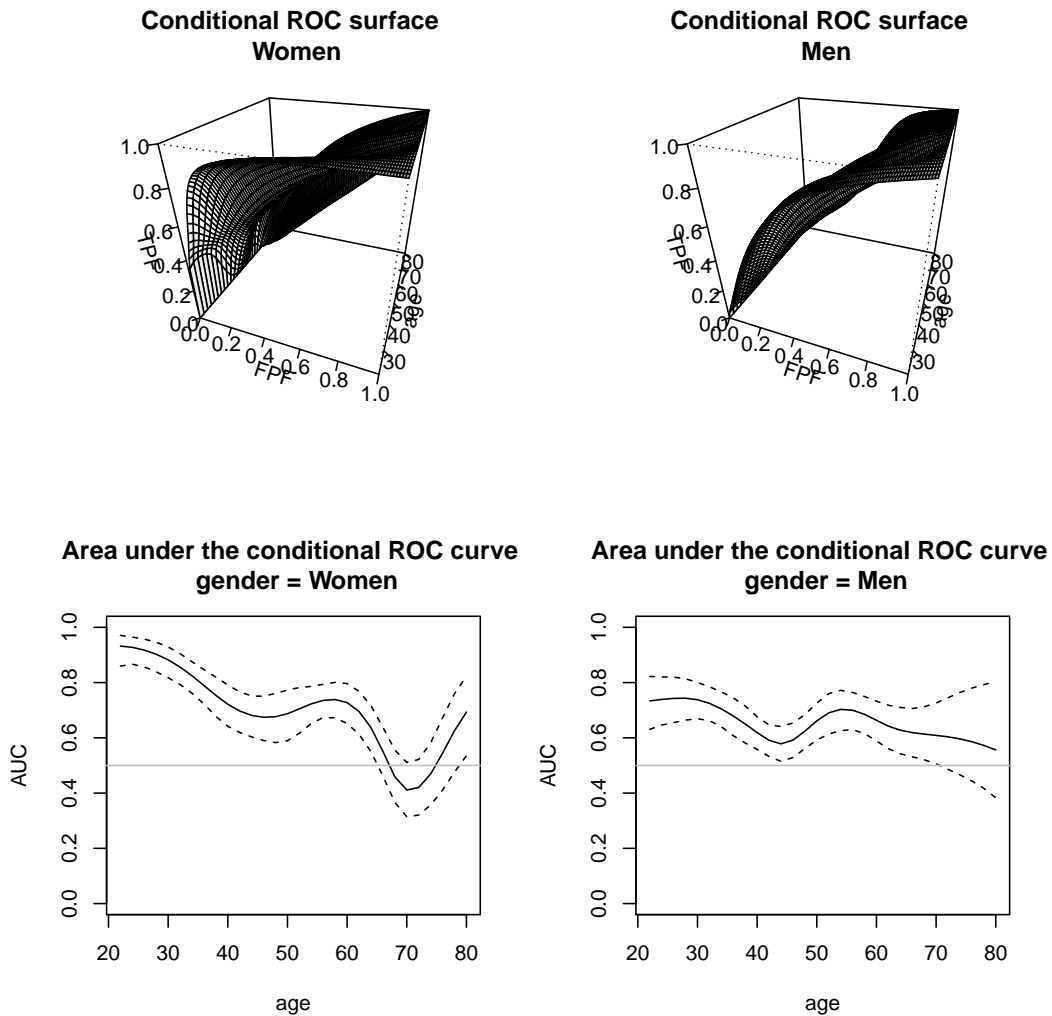 Conditional ROC surface
Women
Conditional ROC surface
Men
1.0
0.8
0.6
0.4
0.2
0.0
TPF
0.0
0.2
0.4
0.6
0.8
1.0
FPF
30
40
50
60
70
80
age
1.0
0.8
0.6
0.4
0.2
0.0
TPF
0.0
0.2
0.4
0.6
0.8
1.0
FPF
30
40
50
60
70
80
age
Area under the conditional ROC curve
gender = Women
1.0
0.8
0.6
0.4
0.2
0.0
AUC
20 30 40 50 60 70 80
age
Area under the conditional ROC curve
gender = Men
1.0
0.8
0.6
0.4
0.2
0.0
AUC
20 30 40 50 60 70 80
age